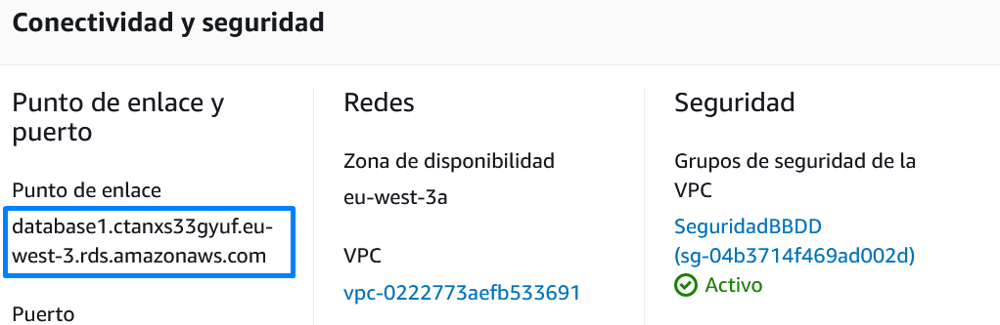 Conectividad y seguridad
Punto de enlace y
puerto
Punto de enlace
database1.ctanxs33gyuf.eu-
west-3.rds.amazonaws.com
Puerto
Redes
Zona de disponibilidad
eu-west-3a
VPC
vpc-0222773aefb533691
Seguridad
Grupos de seguridad de la
VPC
SeguridadBBDD
(sg-04b3714f469ad002d)
Activo